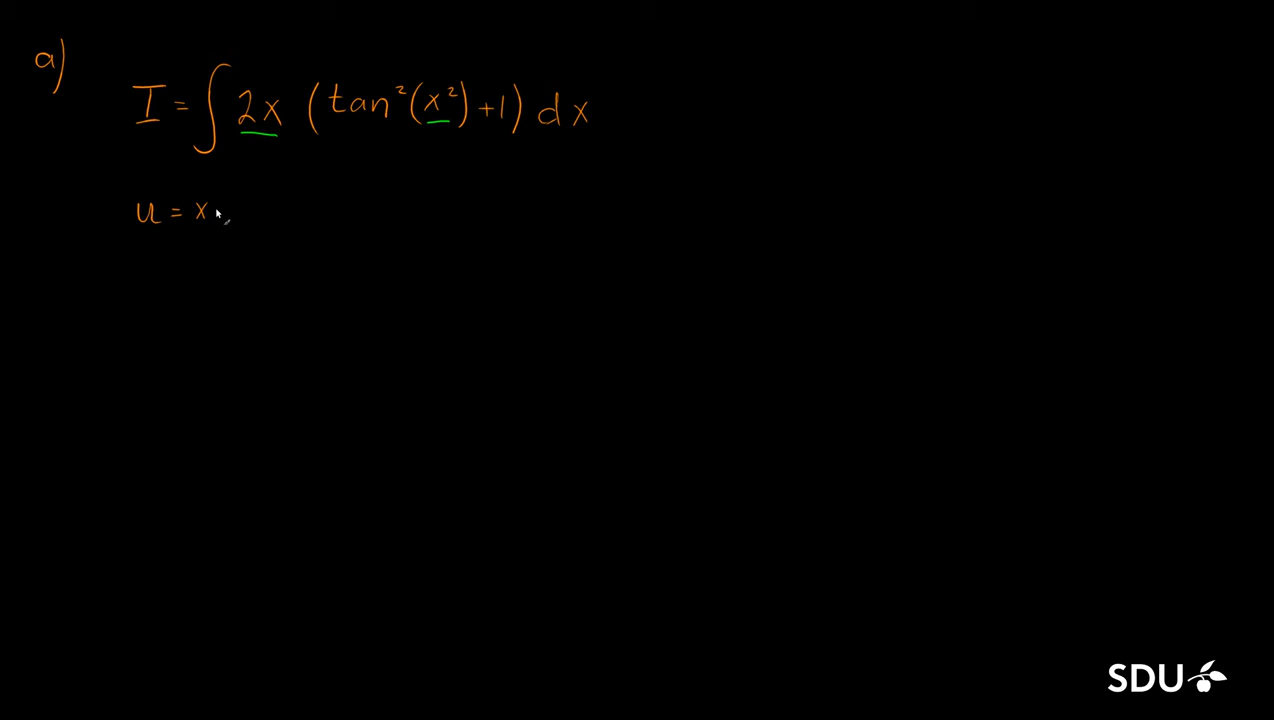 a)
I = ∫ 2x (tan²(x²)+1) dx
u = x
SDU